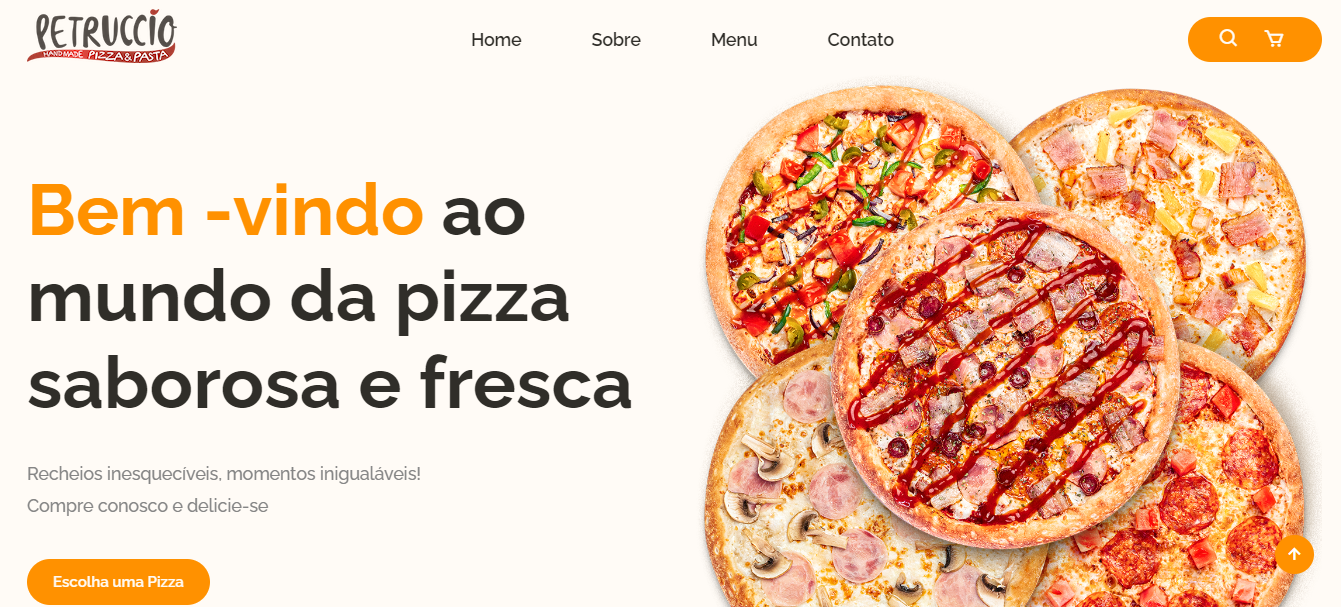 PETRUCCIO
HANDMADE PIZZA & PASTA
Home
Sobre
Menu
Contato
Bem -vindo ao
mundo da pizza
saborosa e fresca
Recheios inesquecíveis, momentos inigualáveis!
Compre conosco e delicie-se
Escolha uma Pizza